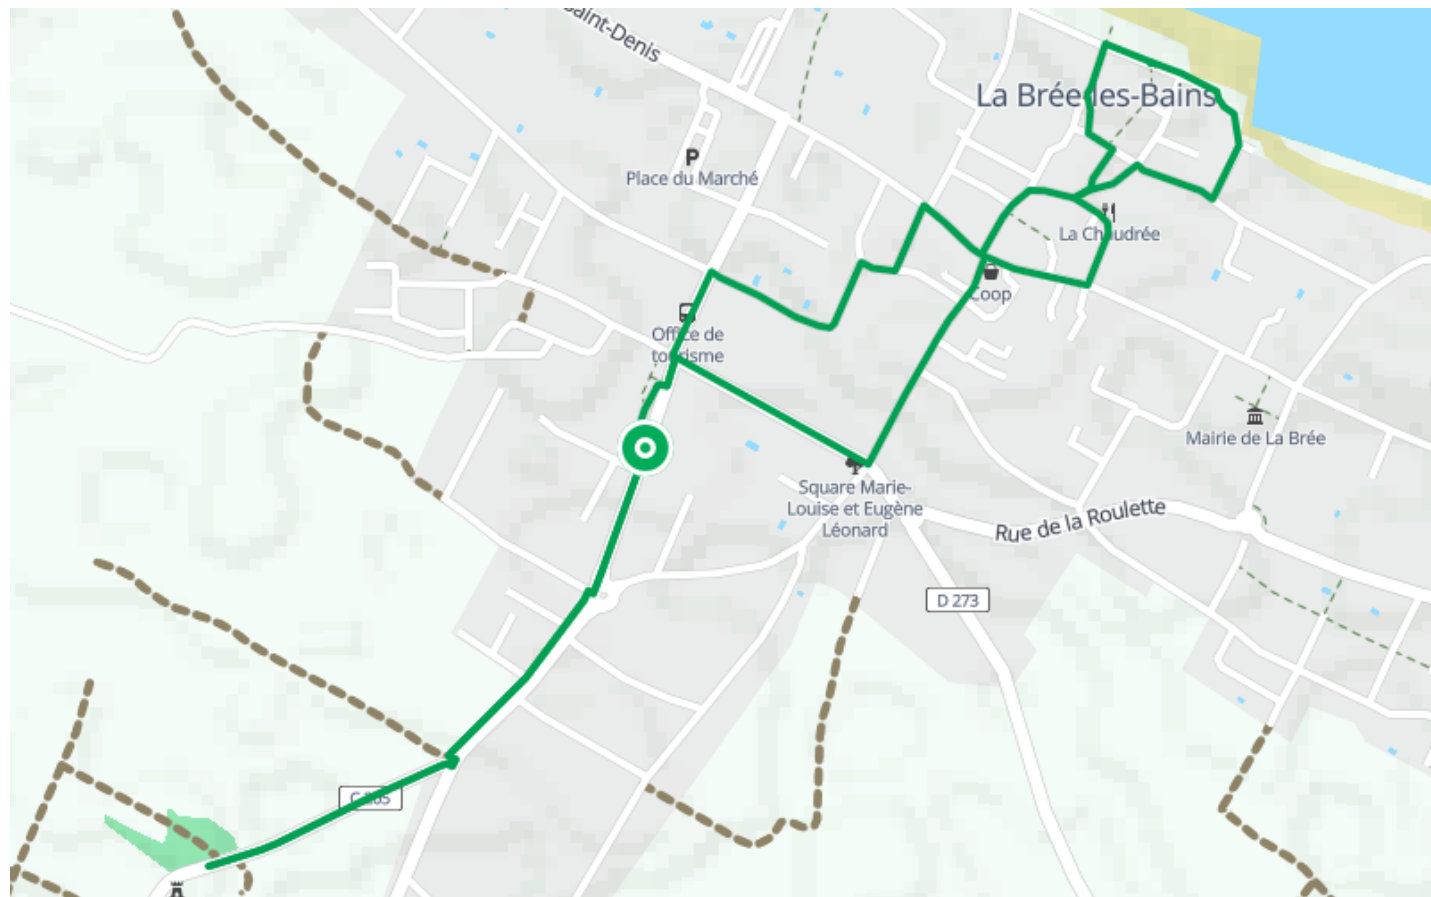 Saint-Denis
La Brée-les-Bains
P
Place du Marché
La Chaudrée
Coop
Office de
tourisme
Mairie de La Brée
Square Marie-
Louise et Eugène
Léonard
Rue de la Roulette
D 273